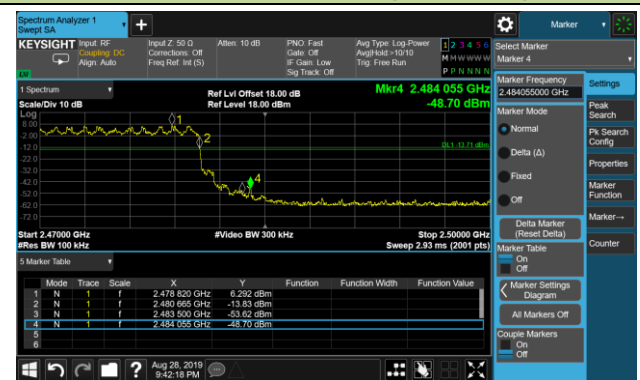 Spectrum Analyzer 1
Swept SA
Marker
KEYSIGHT
Input: RF
Coupling: DC
Align: Auto
Input Z: 50 Ω
Corrections: Off
Freq Ref: Int (S)
Atten: 10 dB
PNO: Fast
Gate: Off
IF Gain: Low
Sig Track: Off
Avg Type: Log-Power
Avg|Hold:>10/10
Trig: Free Run
1 2 3 4 5 6
M M W W W W
P P N N N N
Select Marker
Marker 4
1 Spectrum
Scale/Div 10 dB
Ref Lvl Offset 18.00 dB
Ref Level 18.00 dBm
Mkr4 2.484 055 GHz
-48.70 dBm
Log
8.00
-2.00
-12.0
-22.0
-32.0
-42.0
-52.0
-62.0
-72.0
1
2
4
DL1 -13.71 dBm
Start 2.47000 GHz
#Res BW 100 kHz
#Video BW 300 kHz
Stop 2.50000 GHz
Sweep 2.93 ms (2001 pts)
5 Marker Table
Mode Trace Scale X Y Function Function Width Function Value
1 N 1 f 2.478 820 GHz 6.292 dBm
2 N 1 f 2.480 665 GHz -13.83 dBm
3 N 1 f 2.483 500 GHz -53.62 dBm
4 N 1 f 2.484 055 GHz -48.70 dBm
5
6
Marker Frequency
2.484055000 GHz
Marker Mode
Normal
Delta (Δ)
Fixed
Off
Delta Marker
(Reset Delta)
Marker Table
On
Off
Marker Settings
Diagram
All Markers Off
Couple Markers
On
Off
Settings
Peak
Search
Pk Search
Config
Properties
Marker
Function
Marker→
Counter
Aug 28, 2019
9:42:18 PM